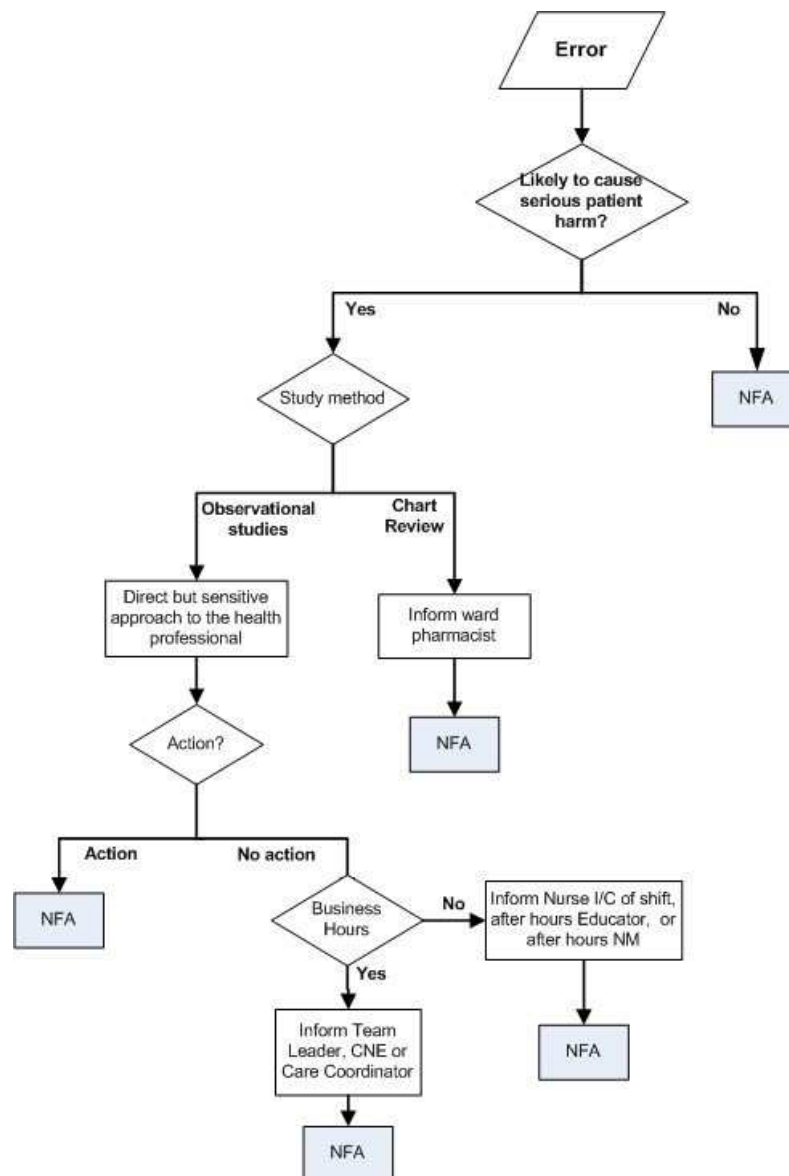 Error
Likely to cause
serious patient
harm?
Yes
No
Study method
NFA
Observational
studies
Chart
Review
Direct but sensitive
approach to the health
professional
Inform ward
pharmacist
Action?
NFA
Action
No action
NFA
Business
Hours
No
Inform Nurse I/C of shift,
after hours Educator, or
after hours NM
Yes
Inform Team
Leader, CNE or
Care Coordinator
NFA
NFA